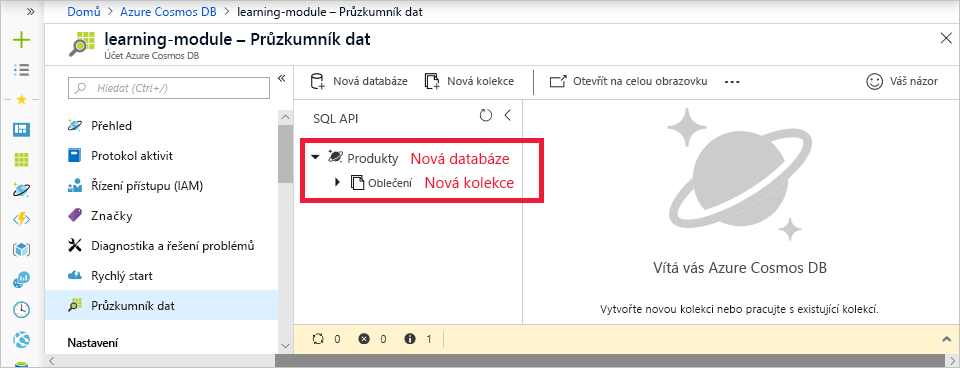 Domů > Azure Cosmos DB > learning-module – Průzkumník dat
learning-module – Průzkumník dat
Účet Azure Cosmos DB
Hledat (Ctrl+/)
Přehled
Protokol aktivit
Řízení přístupu (IAM)
Značky
Diagnostika a řešení problémů
Rychlý start
Průzkumník dat
Nastavení
Nová databáze
Nová kolekce
Otevřít na celou obrazovku
Váš názor
SQL API
Produkty Nová databáze
Oblečení Nová kolekce
Vítá vás Azure Cosmos DB
Vytvořte novou kolekci nebo pracujte s existující kolekcí.
0 0 1